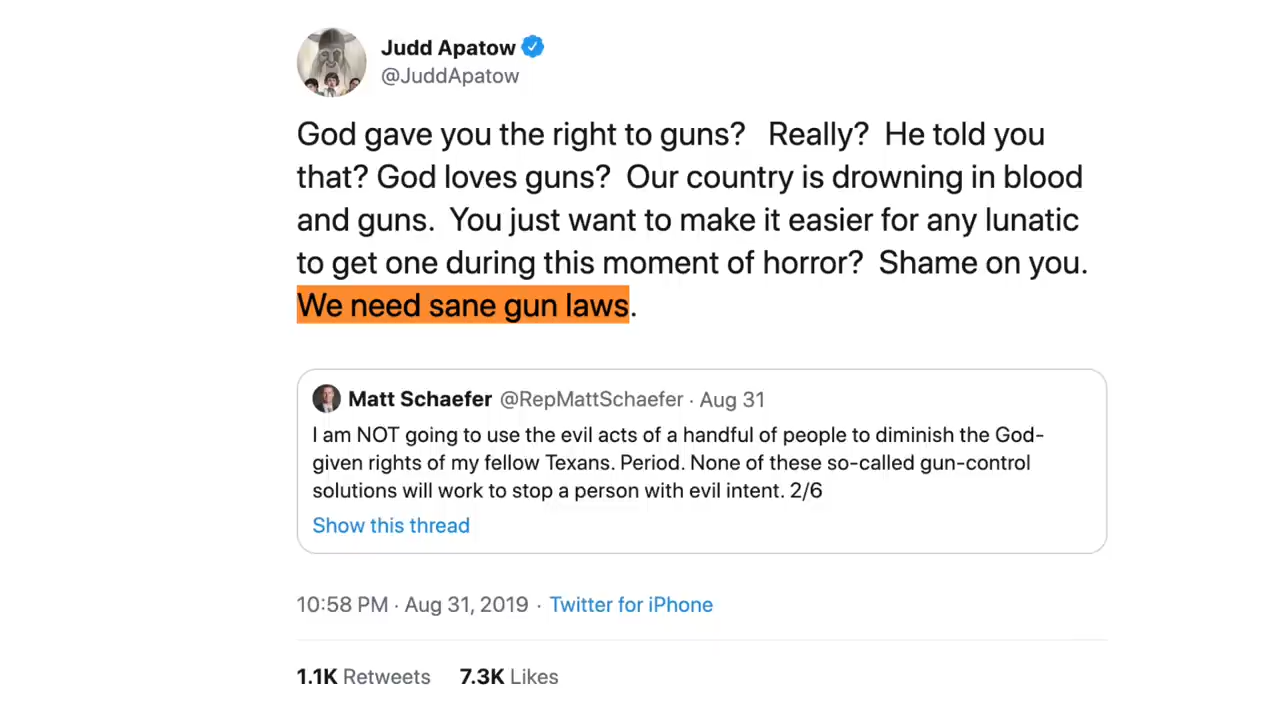 Judd Apatow
@JuddApatow
God gave you the right to guns? Really? He told you
that? God loves guns? Our country is drowning in blood
and guns. You just want to make it easier for any lunatic
to get one during this moment of horror? Shame on you.
We need sane gun laws.
Matt Schaefer @RepMattSchaefer · Aug 31
I am NOT going to use the evil acts of a handful of people to diminish the God-
given rights of my fellow Texans. Period. None of these so-called gun-control
solutions will work to stop a person with evil intent. 2/6
Show this thread
10:58 PM · Aug 31, 2019 · Twitter for iPhone
1.1K Retweets 7.3K Likes